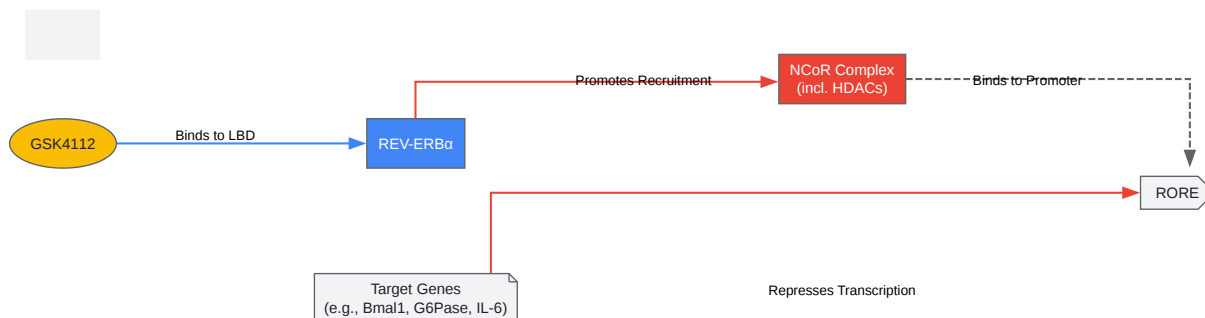 NCoR Complex
(incl. HDACs)
Promotes Recruitment
Binds to Promoter
Binds to LBD
GSK4112
REV-ERBα
RORE
Target Genes
(e.g., Bmal1, G6Pase, IL-6)
Represses Transcription